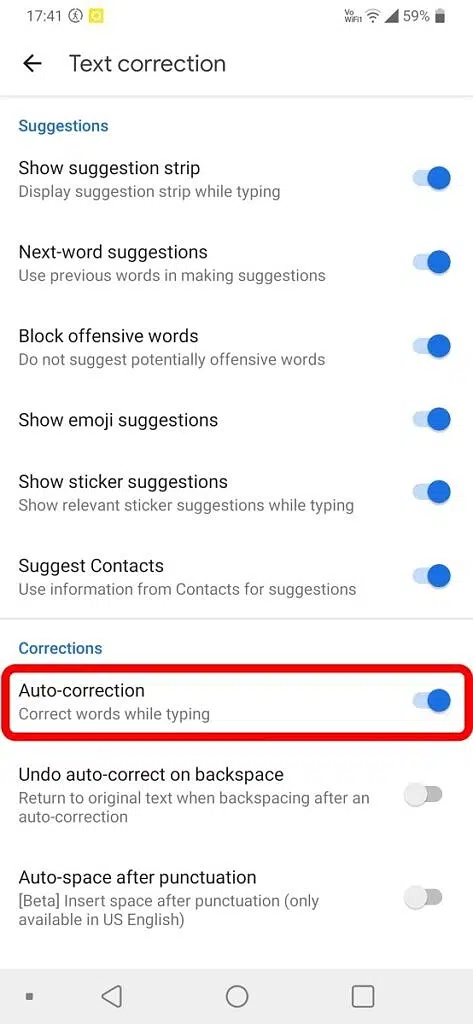 17:41 Vo WiFi1 59%
Text correction
Suggestions
Show suggestion strip
Display suggestion strip while typing
Next-word suggestions
Use previous words in making suggestions
Block offensive words
Do not suggest potentially offensive words
Show emoji suggestions
Show sticker suggestions
Show relevant sticker suggestions while typing
Suggest Contacts
Use information from Contacts for suggestions
Corrections
Auto-correction
Correct words while typing
Undo auto-correct on backspace
Return to original text when backspacing after an
auto-correction
Auto-space after punctuation
[Beta] Insert space after punctuation (only
available in US English)